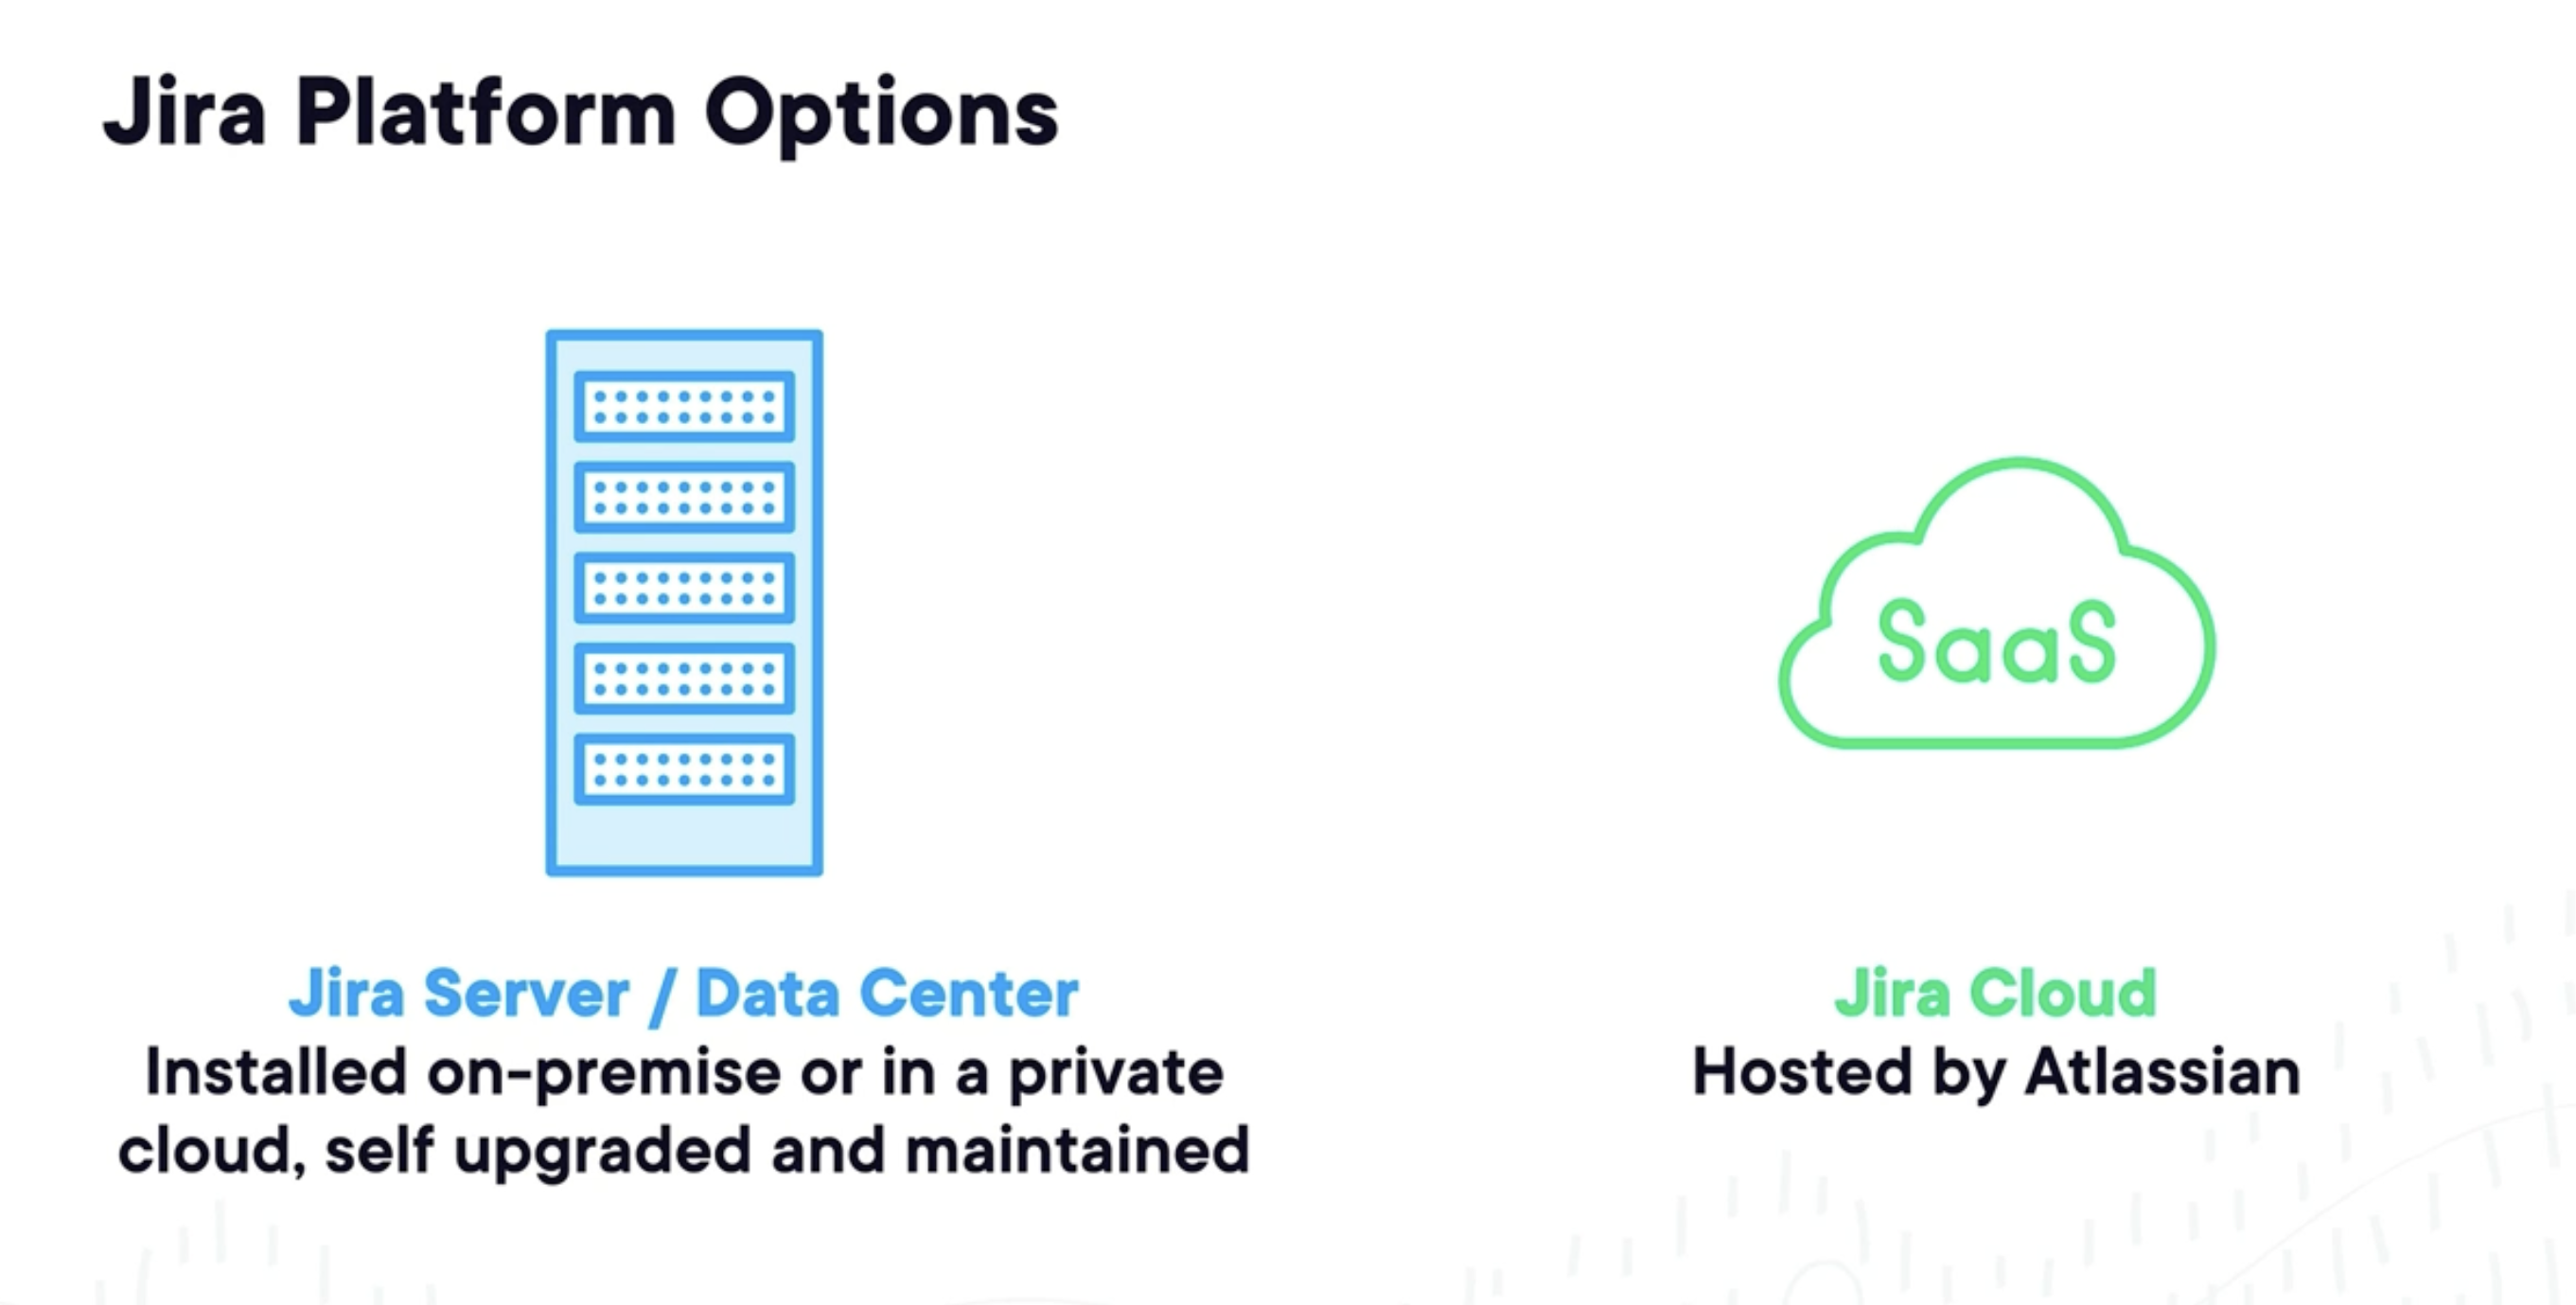 Jira Platform Options
SaaS
Jira Server / Data Center
Installed on-premise or in a private
cloud, self upgraded and maintained
Jira Cloud
Hosted by Atlassian